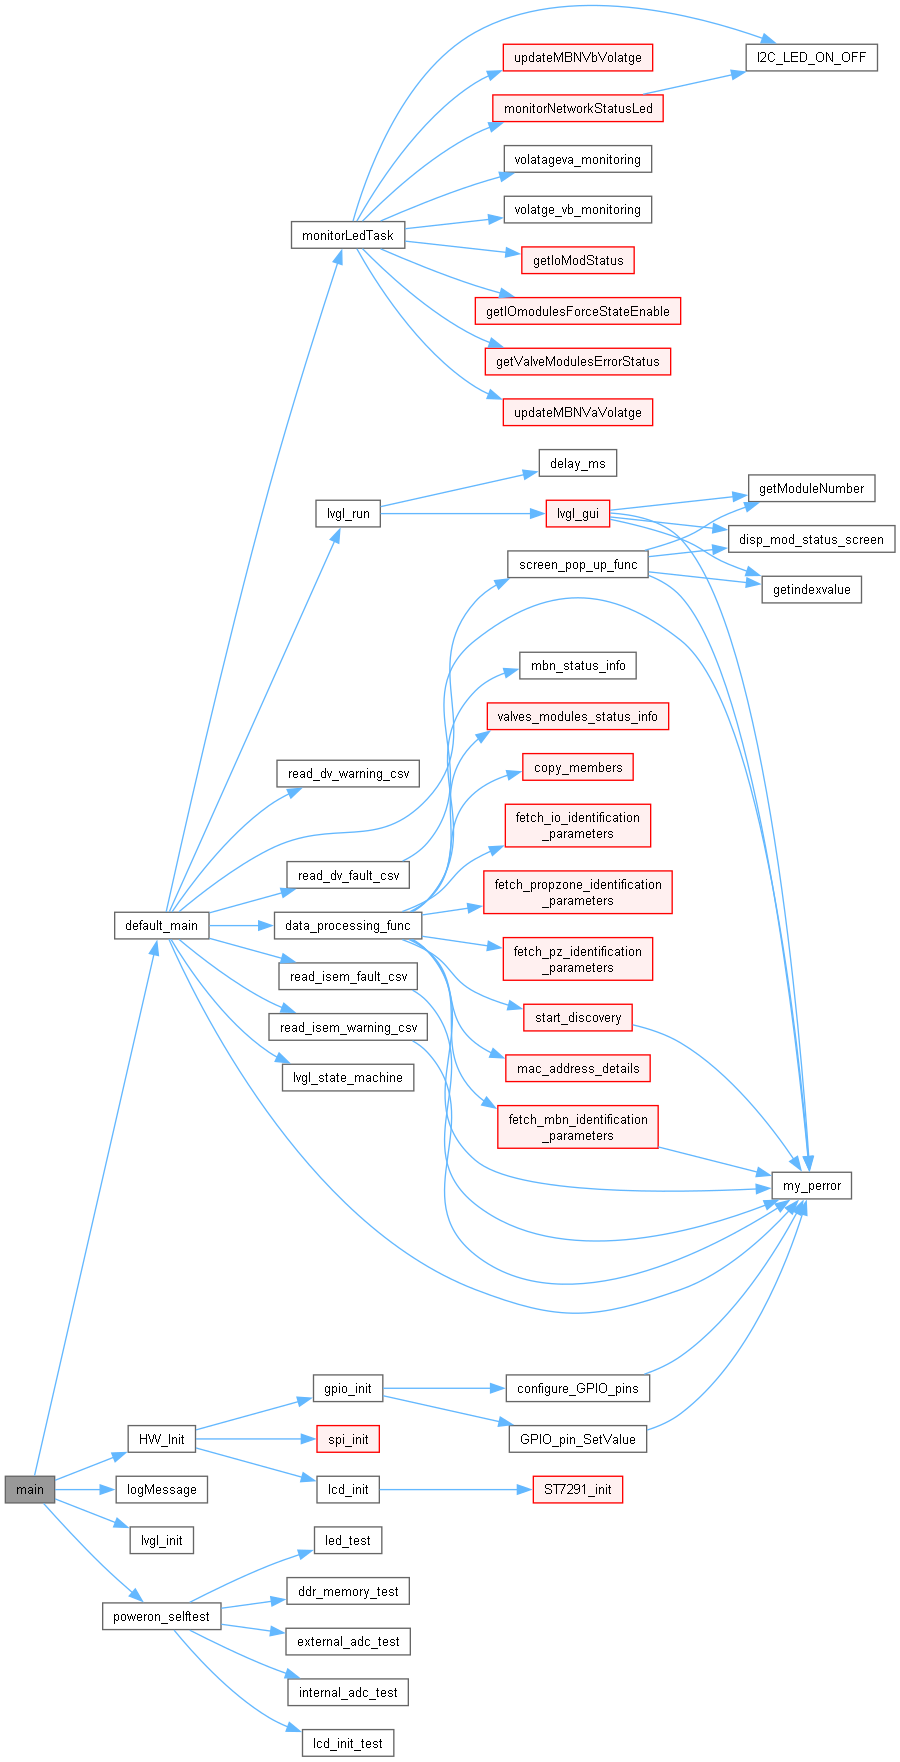 I2C_LED_ON_OFF
updateMBNVbVolatge
monitorNetworkStatusLed
volatageva_monitoring
volatge_vb_monitoring
monitorLedTask
getIoModStatus
getIOmodulesForceStateEnable
getValveModulesErrorStatus
updateMBNVaVolatge
delay_ms
getModuleNumber
lvgl_run
lvgl_gui
disp_mod_status_screen
screen_pop_up_func
getindexvalue
mbn_status_info
valves_modules_status_info
read_dv_warning_csv
copy_members
fetch_io_identification
_parameters
read_dv_fault_csv
fetch_propzone_identification
_parameters
default_main
data_processing_func
fetch_pz_identification
_parameters
read_isem_fault_csv
start_discovery
read_isem_warning_csv
mac_address_details
lvgl_state_machine
fetch_mbn_identification
_parameters
my_perror
gpio_init
configure_GPIO_pins
HW_Init
spi_init
GPIO_pin_SetValue
main
logMessage
lcd_init
ST7291_init
lvgl_init
led_test
ddr_memory_test
poweron_selftest
external_adc_test
internal_adc_test
lcd_init_test